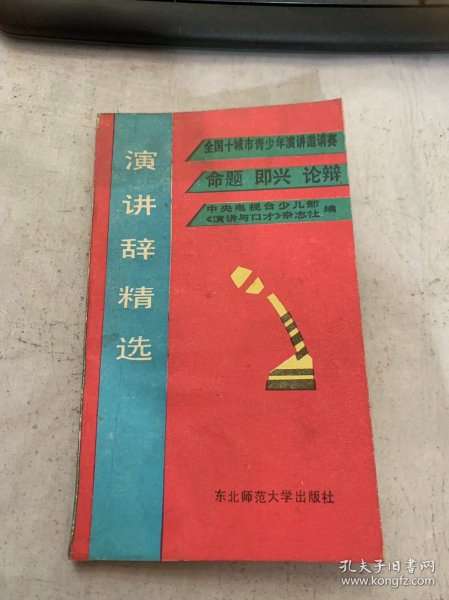 演讲辞精选
全国十城市青少年演讲邀请赛
命题 即兴 论辩
中央电视台少儿部
《演讲与口才》杂志社 编
东北师范大学出版社
孔夫子旧书网
www.kongfz.com